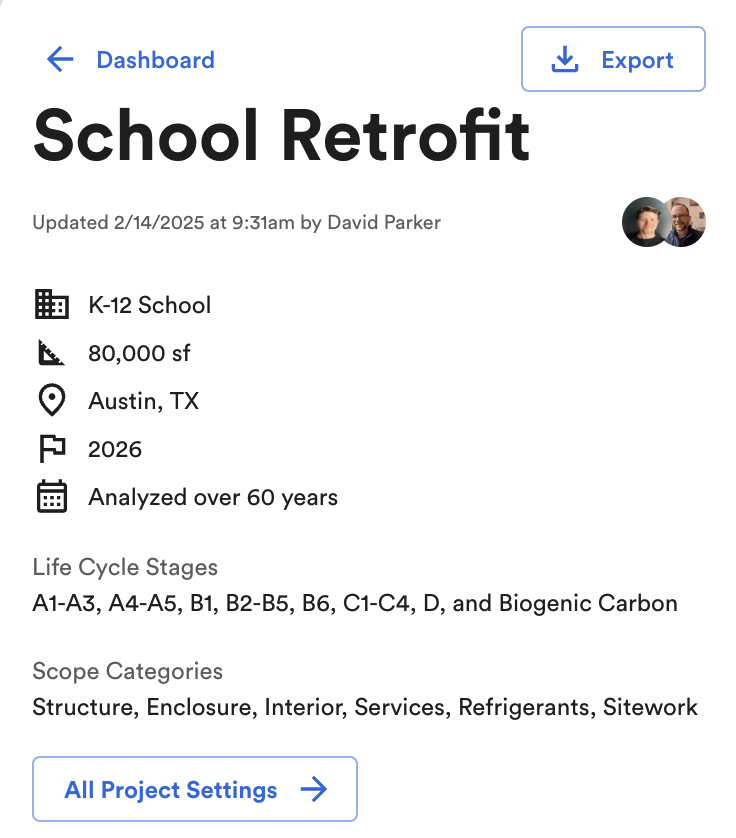 Dashboard
Export
School Retrofit
Updated 2/14/2025 at 9:31am by David Parker
K-12 School
80,000 sf
Austin, TX
2026
Analyzed over 60 years
Life Cycle Stages
A1-A3, A4-A5, B1, B2-B5, B6, C1-C4, D, and Biogenic Carbon
Scope Categories
Structure, Enclosure, Interior, Services, Refrigerants, Sitework
All Project Settings